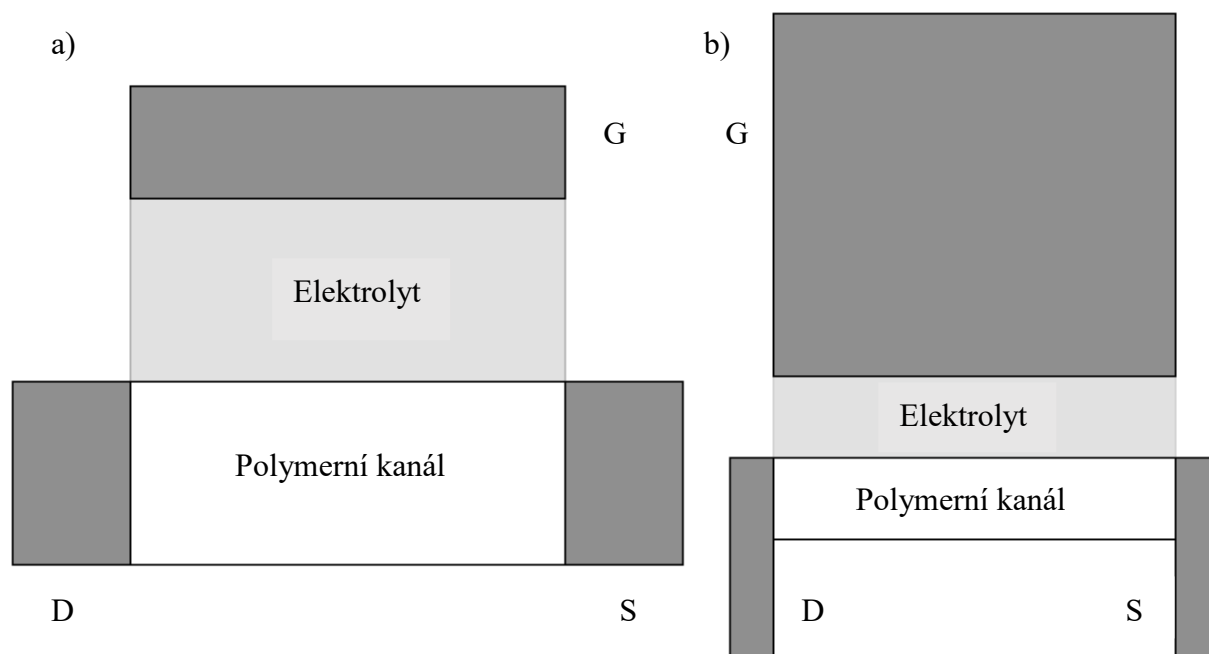 a)
G
Elektrolyt
Polymerní kanál
D
S
b)
G
Elektrolyt
Polymerní kanál
D
S